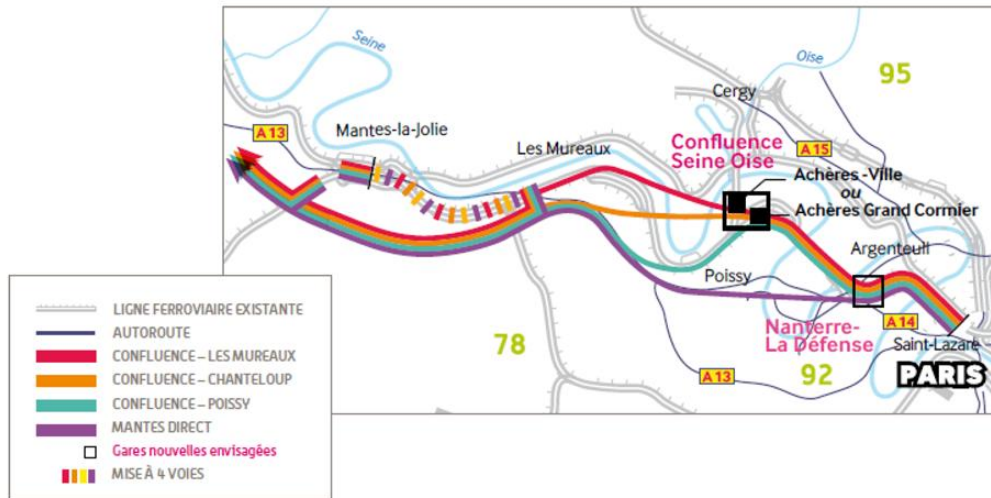 Seine
Oise
95
Cergy
A 13
Mantes-la-Jolie
Les Mureaux
Confluence
Seine Oise
A 15
Achères -Ville
ou
Achères Grand Cormier
Argenteuil
Poissy
Nanterre-
La Défense
A 14
78
92
A 13
Saint-Lazare
PARIS
LIGNE FERROVIAIRE EXISTANTE
AUTOROUTE
CONFLUENCE – LES MUREAUX
CONFLUENCE – CHANTELOUP
CONFLUENCE – POISSY
MANTES DIRECT
Gares nouvelles envisagées
MISE À 4 VOIES